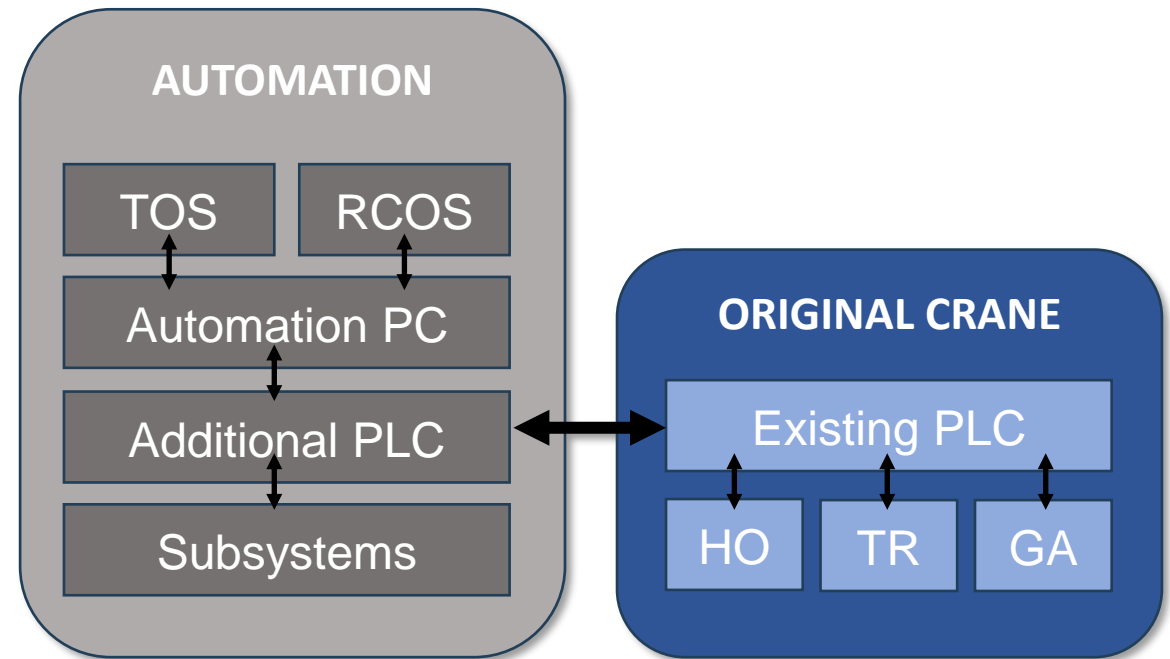 AUTOMATION
TOS
RCOS
Automation PC
Additional PLC
Subsystems
ORIGINAL CRANE
Existing PLC
HO
TR
GA